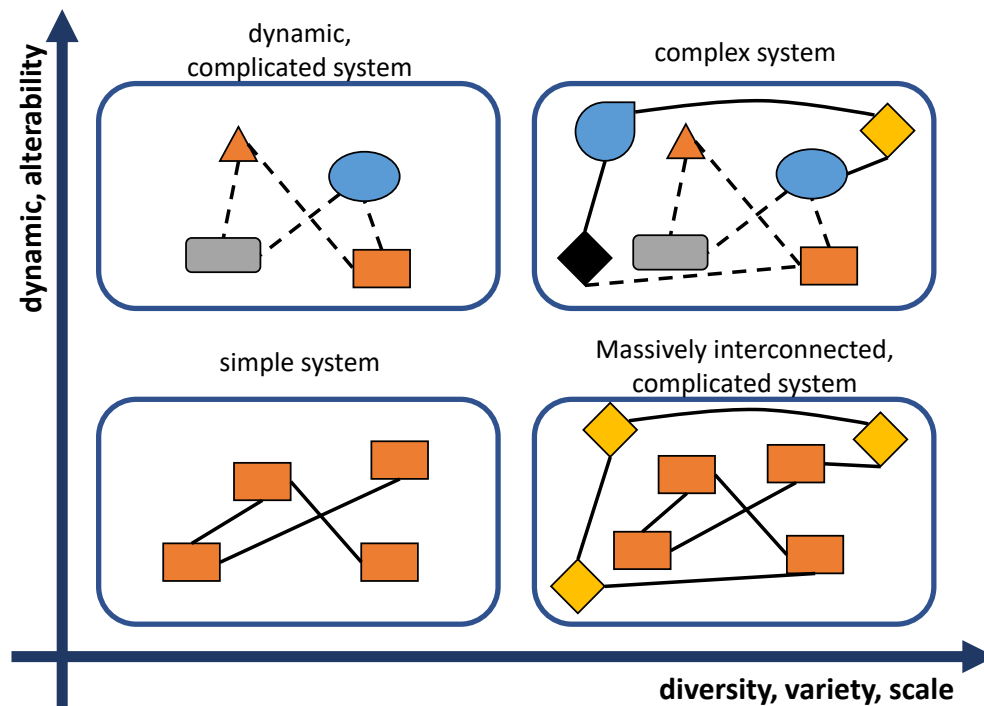 dynamic, alterability
dynamic,
complicated system
complex system
simple system
Massively interconnected,
complicated system
diversity, variety, scale